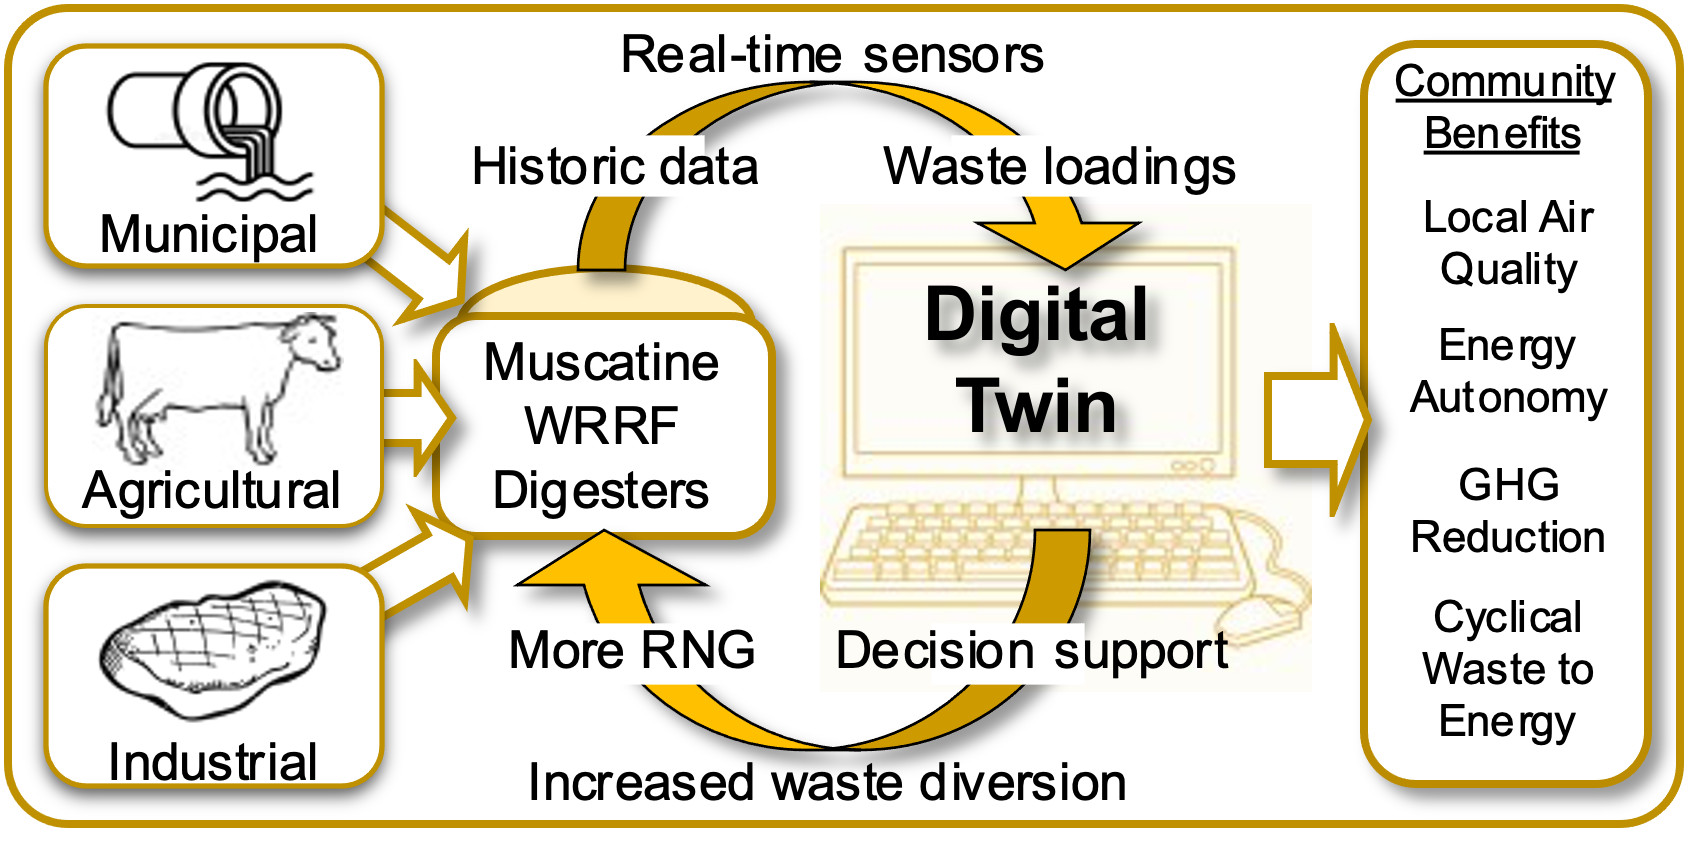 Municipal
Agricultural
Industrial
Real-time sensors
Historic data
Waste loadings
Muscatine
WRRF
Digesters
Digital
Twin
More RNG
Decision support
Increased waste diversion
Community
Benefits
Local Air
Quality
Energy
Autonomy
GHG
Reduction
Cyclical
Waste to
Energy